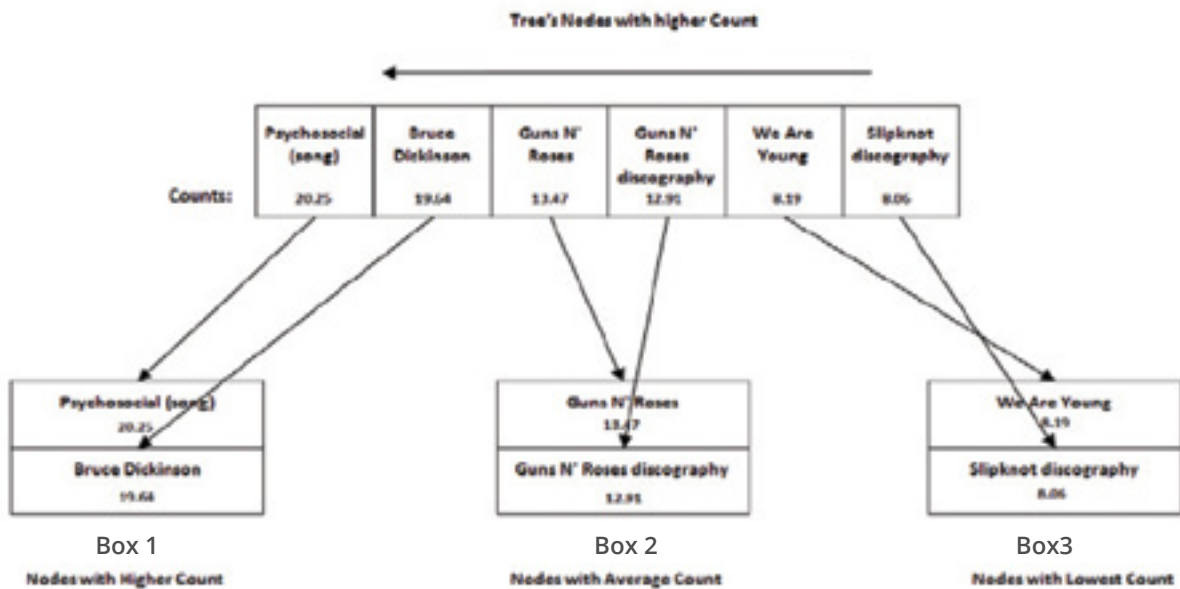 Tree's Nodes with higher Count
Psychosocial
(song)
20.25
Bruce
Dickinson
19.64
Guns N'
Roses
13.47
Guns N'
Roses
discography
12.91
We Are
Young
8.19
Slipknot
discography
8.06
Counts:
Psychosocial (song)
20.25
Bruce Dickinson
19.64
Guns N' Roses
13.47
Guns N' Roses discography
12.91
We Are Young
8.19
Slipknot discography
8.06
Box 1
Box 2
Box3
Nodes with Higher Count
Nodes with Average Count
Nodes with Lowest Count